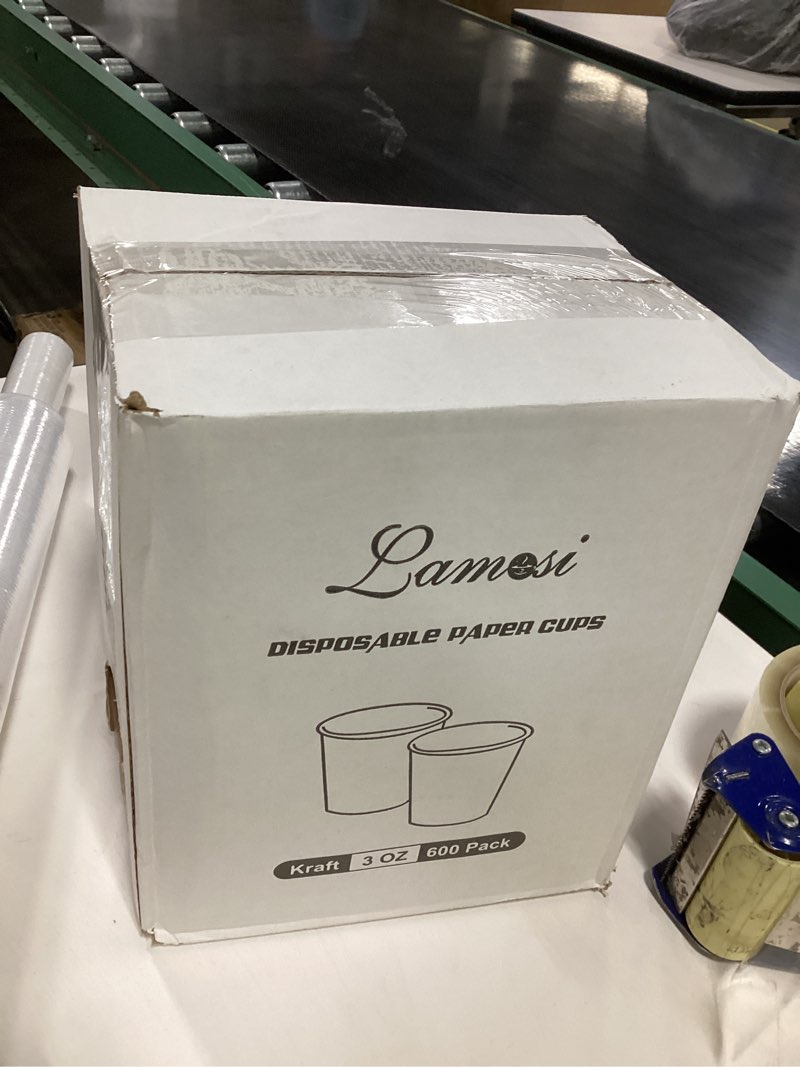 Lamosi
DISPOSABLE PAPER CUPS
Kraft 3 OZ 600 Pack